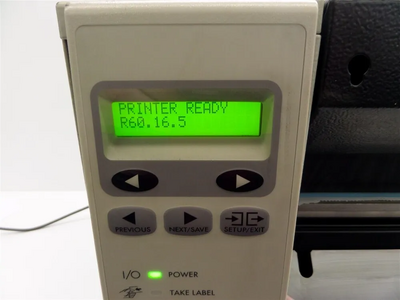 PRINTER READY
R60.16.5
PREVIOUS
NEXT/SAVE
SETUP/EXIT
I/O POWER
TAKE LABEL